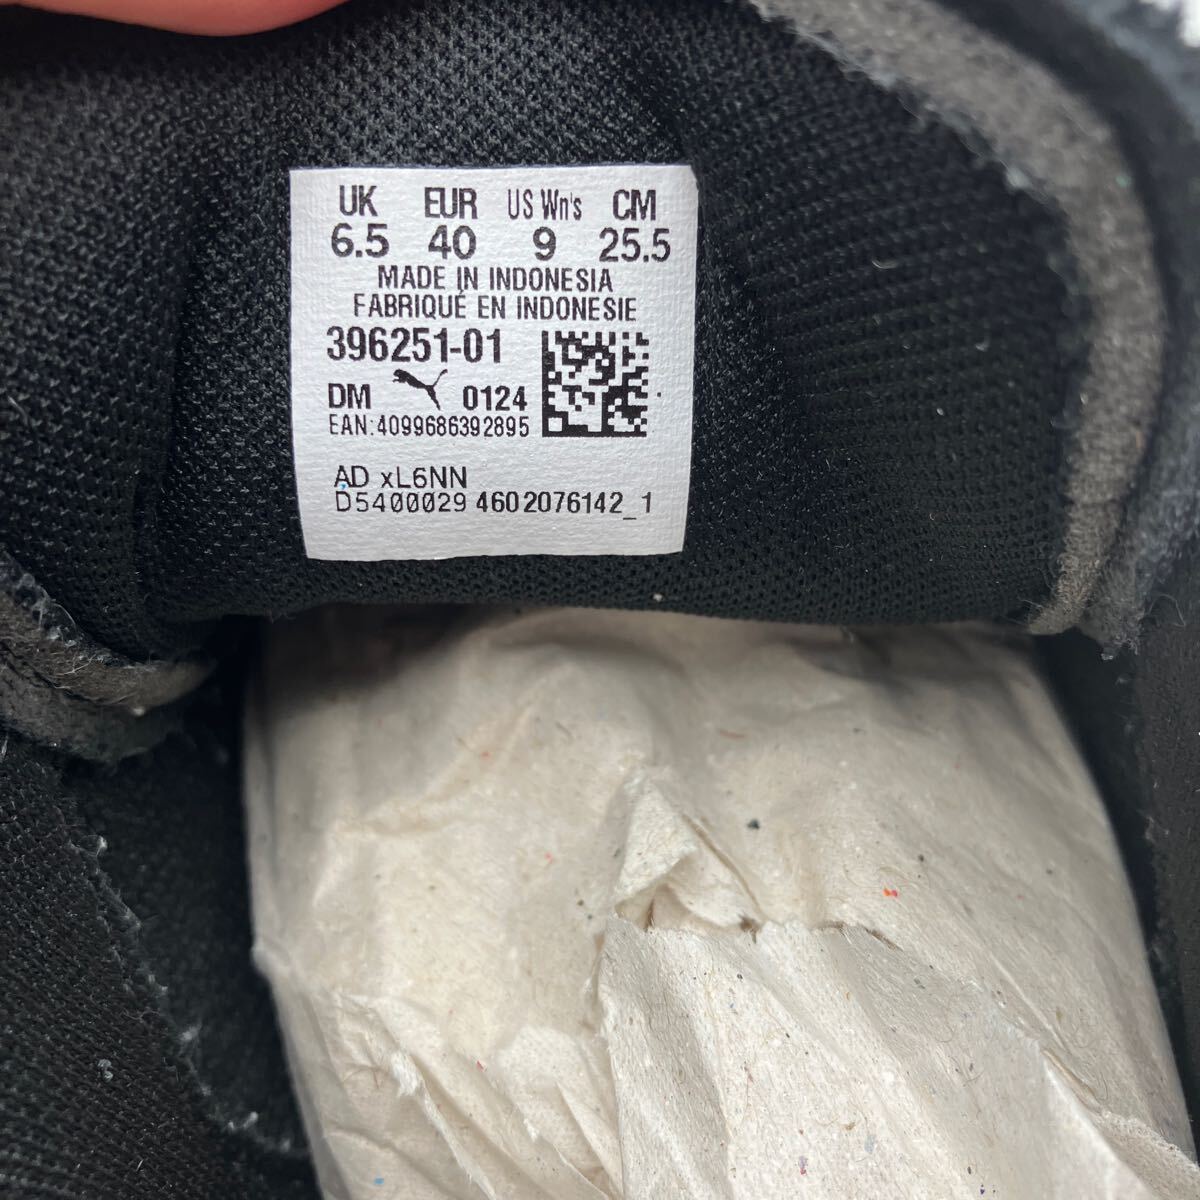 UK EUR US Wn's CM
6.5 40 9 25.5
MADE IN INDONESIA
FABRIQUÉ EN INDONESIE
396251-01
DM 0124
EAN:4099686392895
AD xL6NN
D5400029 4602076142_1